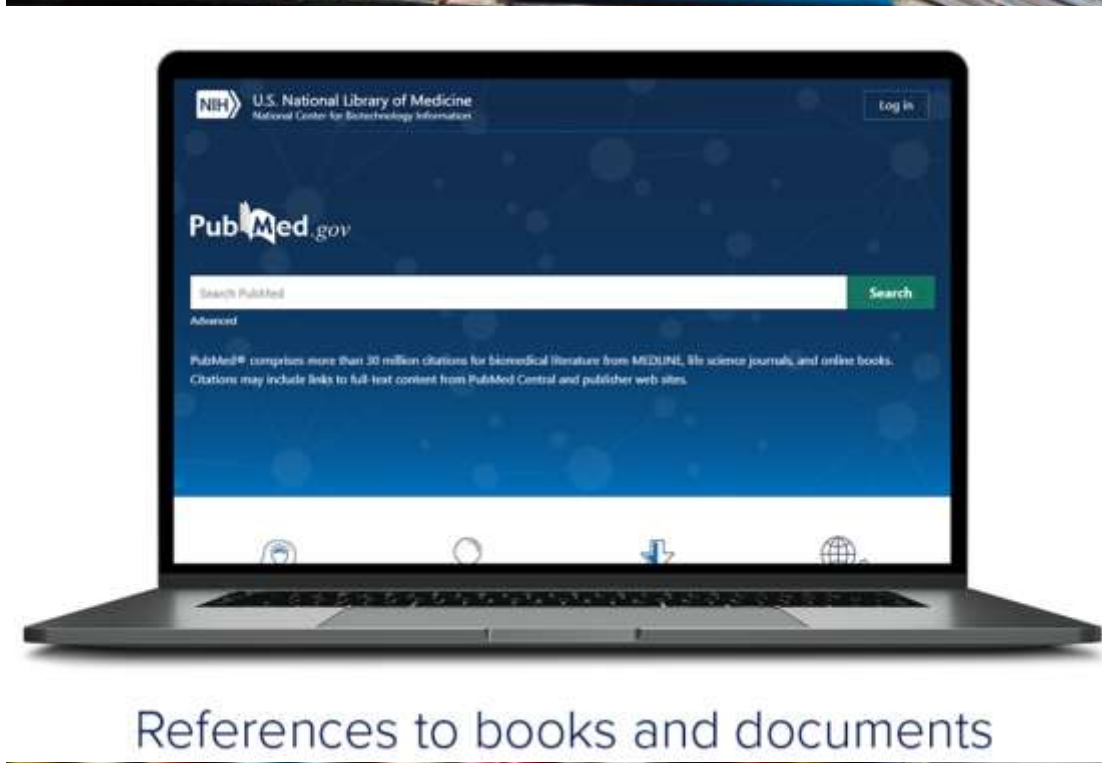 NIH
U.S. National Library of Medicine
National Center for Biotechnology Information
Log in
PubMed.gov
Search PubMed
Search
Advanced
PubMed® comprises more than 30 million citations for biomedical literature from MEDLINE, life science journals, and online books.
Citations may include links to full-text content from PubMed Central and publisher web sites.
References to books and documents